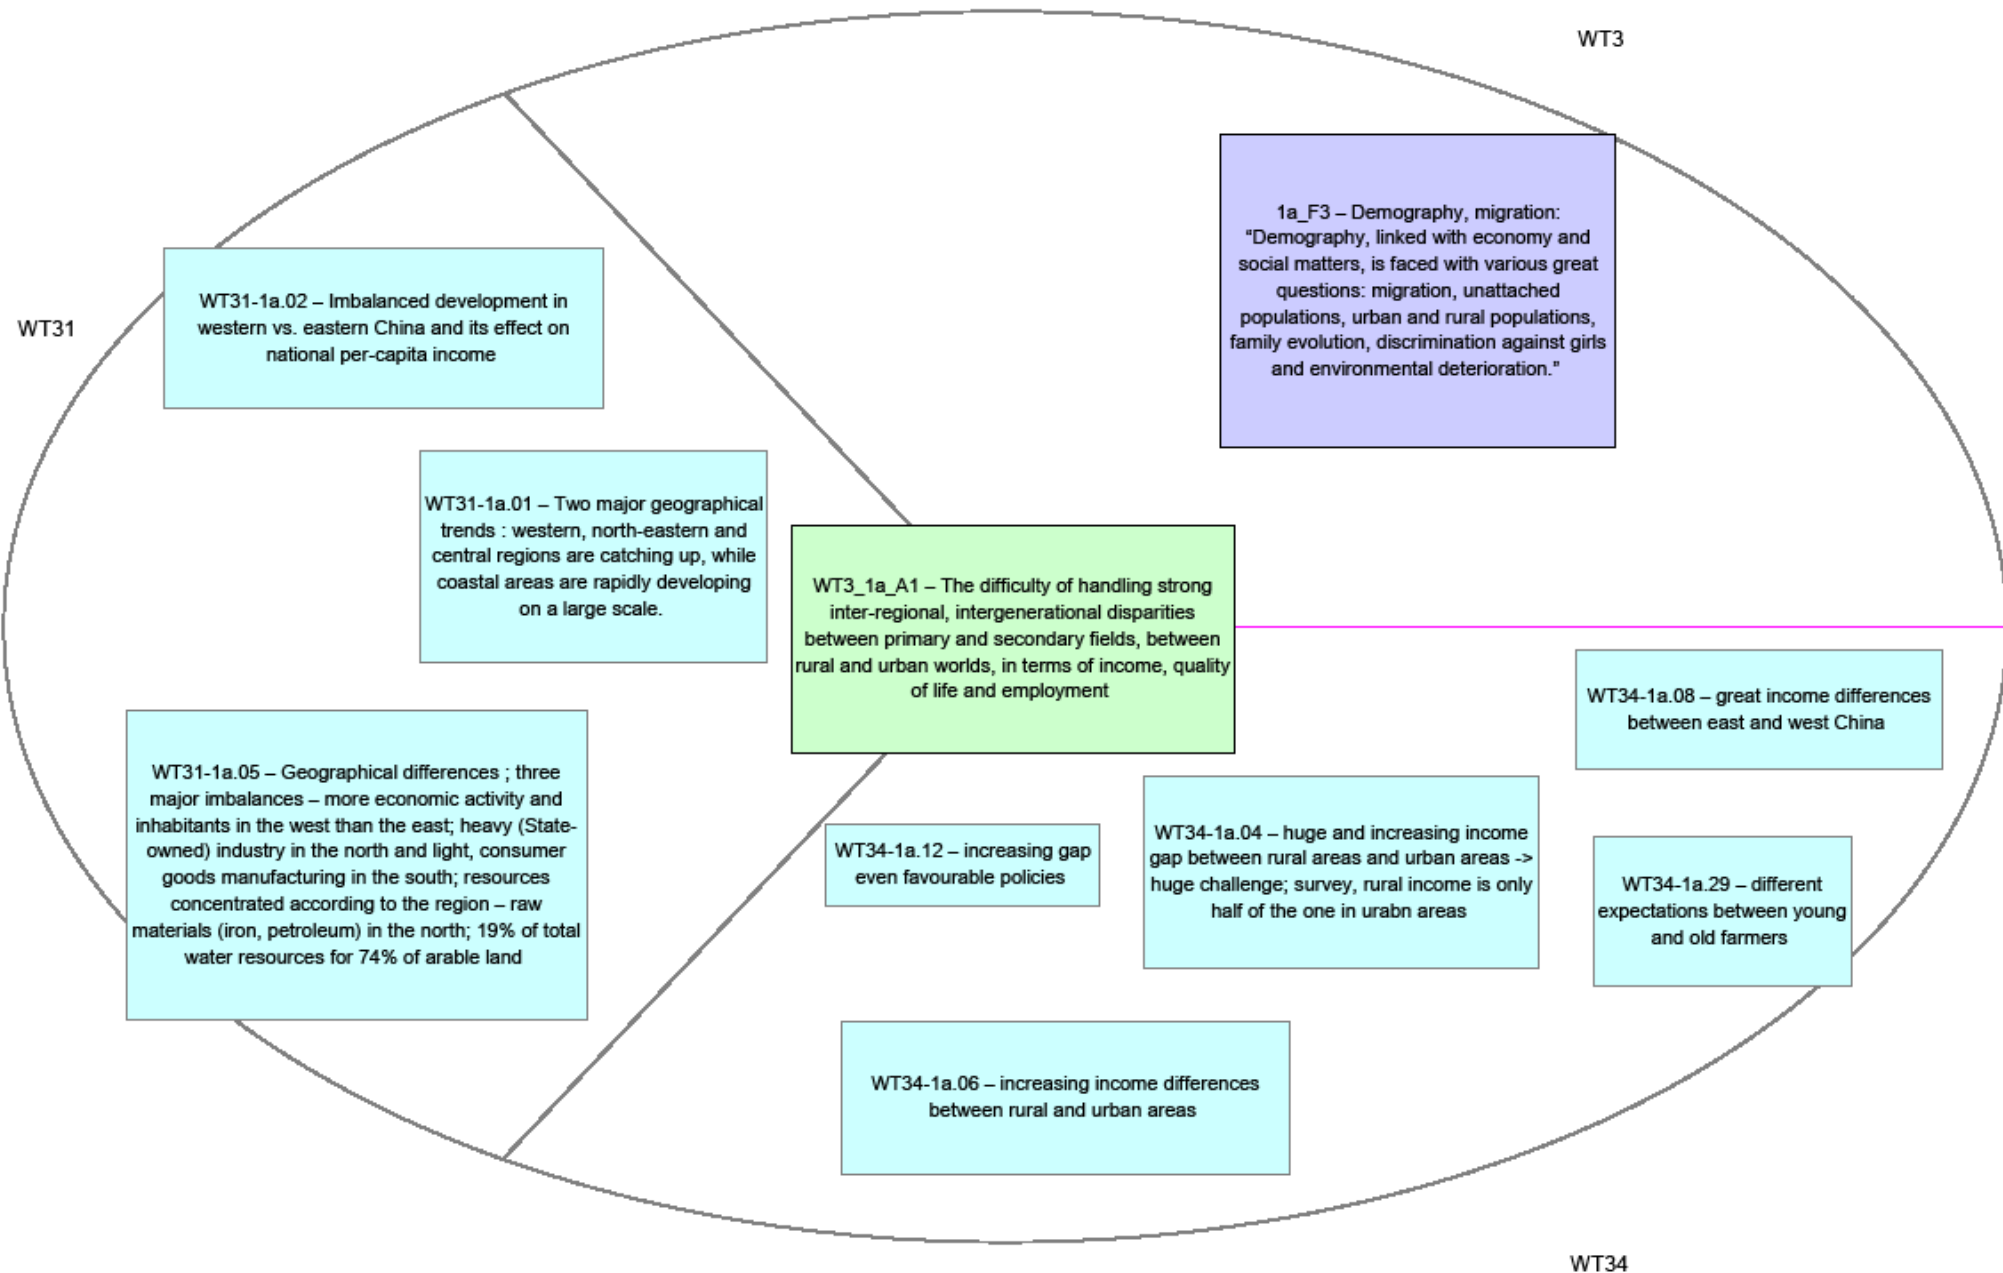 WT3
1a_F3 – Demography, migration:
"Demography, linked with economy and
social matters, is faced with various great
questions: migration, unattached
populations, urban and rural populations,
family evolution, discrimination against girls
and environmental deterioration."
WT31-1a.02 – Imbalanced development in
western vs. eastern China and its effect on
national per-capita income
WT31
WT31-1a.01 – Two major geographical
trends : western, north-eastern and
central regions are catching up, while
coastal areas are rapidly developing
on a large scale.
WT3_1a_A1 – The difficulty of handling strong
inter-regional, intergenerational disparities
between primary and secondary fields, between
rural and urban worlds, in terms of income, quality
of life and employment
WT34-1a.08 – great income differences
between east and west China
WT31-1a.05 – Geographical differences ; three
major imbalances – more economic activity and
inhabitants in the west than the east; heavy (State-
owned) industry in the north and light, consumer
goods manufacturing in the south; resources
concentrated according to the region – raw
materials (iron, petroleum) in the north; 19% of total
water resources for 74% of arable land
WT34-1a.12 – increasing gap
even favourable policies
WT34-1a.04 – huge and increasing income
gap between rural areas and urban areas ->
huge challenge; survey, rural income is only
half of the one in urabn areas
WT34-1a.29 – different
expectations between young
and old farmers
WT34-1a.06 – increasing income differences
between rural and urban areas
WT34